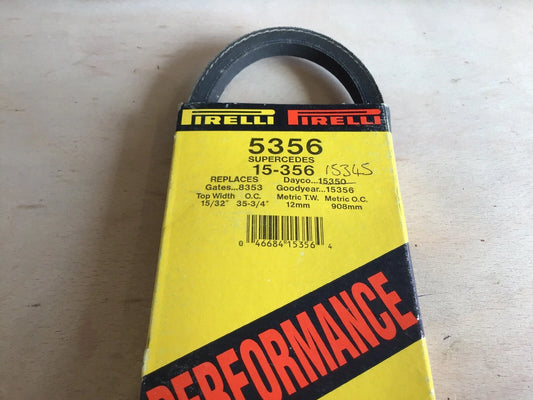 PIRELLI PIRELLI
5356
SUPERCEDES
15-356 15345
REPLACES Dayco...15350
Gates...8353 Goodyear...15356
Top Width O.C. Metric T.W. Metric O.C.
15/32" 35-3/4" 12mm 908mm
0 46684 15356 4
PERFORMANCE